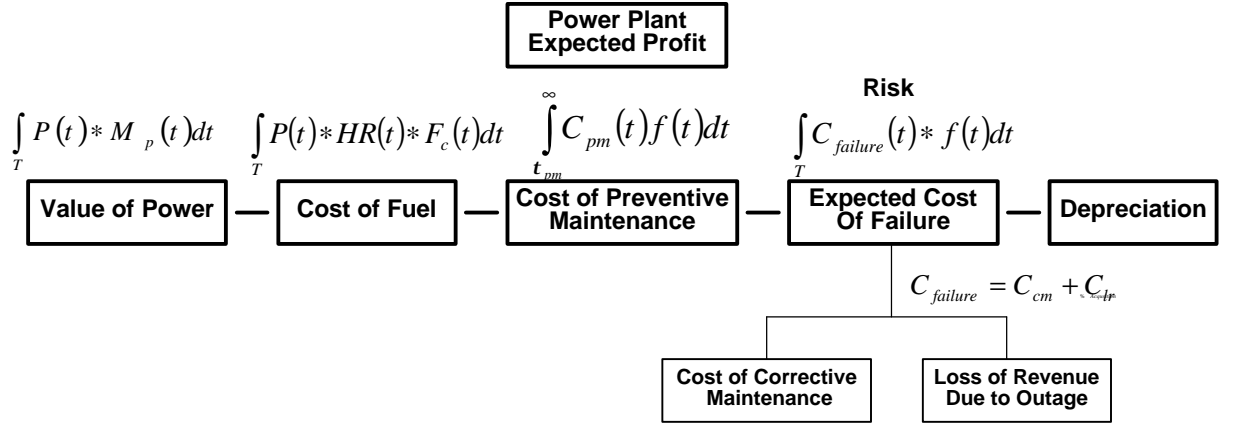 Power Plant
Expected Profit
Risk
∫_T P(t) * M_p(t)dt
∫_T P(t) * HR(t) * F_c(t)dt
∫_{t_pm}^∞ C_pm(t) f(t)dt
∫_T C_failure(t) * f(t)dt
Value of Power
Cost of Fuel
Cost of Preventive
Maintenance
Expected Cost
Of Failure
Depreciation
C_failure = C_cm + C_lr
Cost of Corrective
Maintenance
Loss of Revenue
Due to Outage